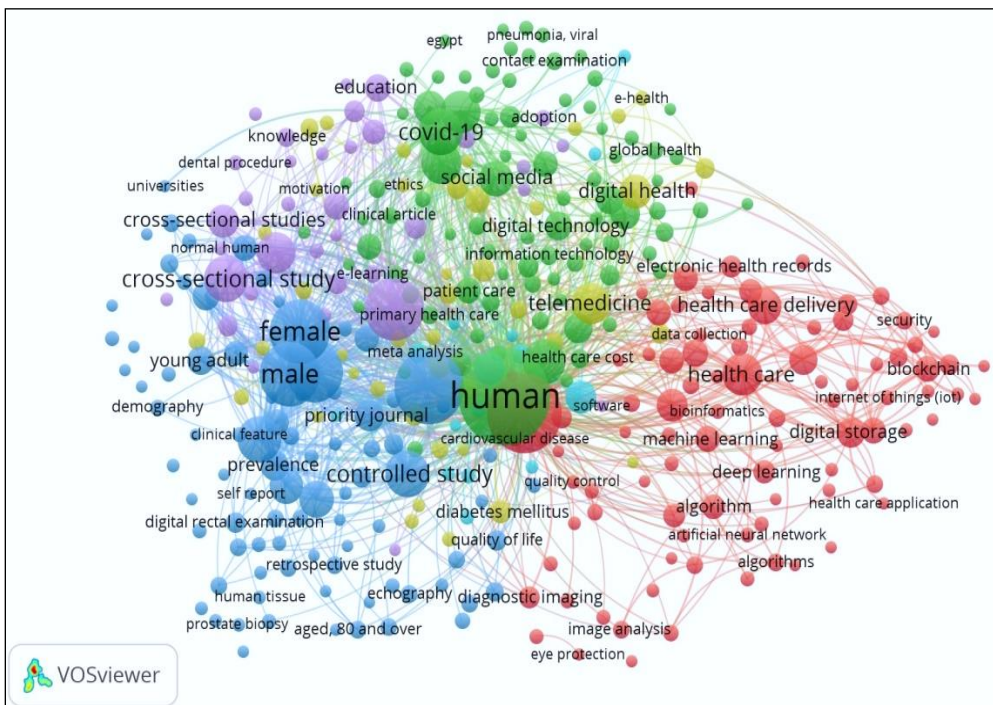 pneumonia, viral
egypt
contact examination
education
e-health
covid-19
adoption
knowledge
global health
dental procedure
social media
universities
motivation
ethics
digital health
clinical article
cross-sectional studies
digital technology
normal human
information technology
electronic health records
cross-sectional study
e-learning
patient care
telemedicine
health care delivery
primary health care
security
female
data collection
meta analysis
health care cost
young adult
blockchain
male
health care
human
internet of things (iot)
demography
priority journal
software
bioinformatics
clinical feature
cardiovascular disease
machine learning
digital storage
prevalence
controlled study
quality control
deep learning
self report
health care application
digital rectal examination
diabetes mellitus
algorithm
quality of life
artificial neural network
retrospective study
algorithms
human tissue
echography
diagnostic imaging
prostate biopsy
aged, 80 and over
image analysis
eye protection
VOSviewer